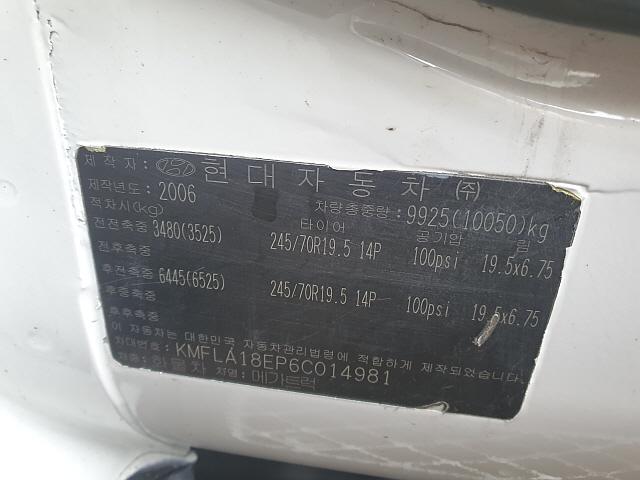 제 작 자: 현 대 자 동 차 (주)
제작년도: 2006 차량총중량: 9925(10050)kg
적차시(kg) 타이어 공기압 림
전전축중 3480(3525) 245/70R19.5 14P 100psi 19.5x6.75
전후축중
후전축중 6445(6525) 245/70R19.5 14P 100psi 19.5x6.75
후후축중
이 자동차는 대한민국 자동차관리법령에 적합하게 제작되었습니다.
차대번호: KMFLA18EP6C014981
차종: 화물차 차명: 메가트럭